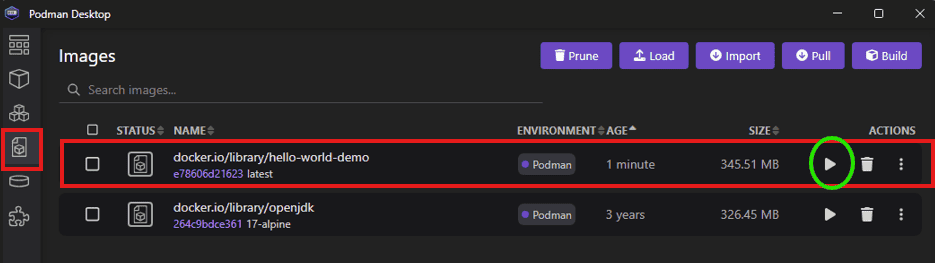 Podman Desktop
Images
Prune
Load
Import
Pull
Build
Search images...
STATUS NAME ENVIRONMENT AGE SIZE ACTIONS
docker.io/library/hello-world-demo
e78606d21623 latest
Podman 1 minute 345.51 MB
docker.io/library/openjdk
264c9bdce361 17-alpine
Podman 3 years 326.45 MB